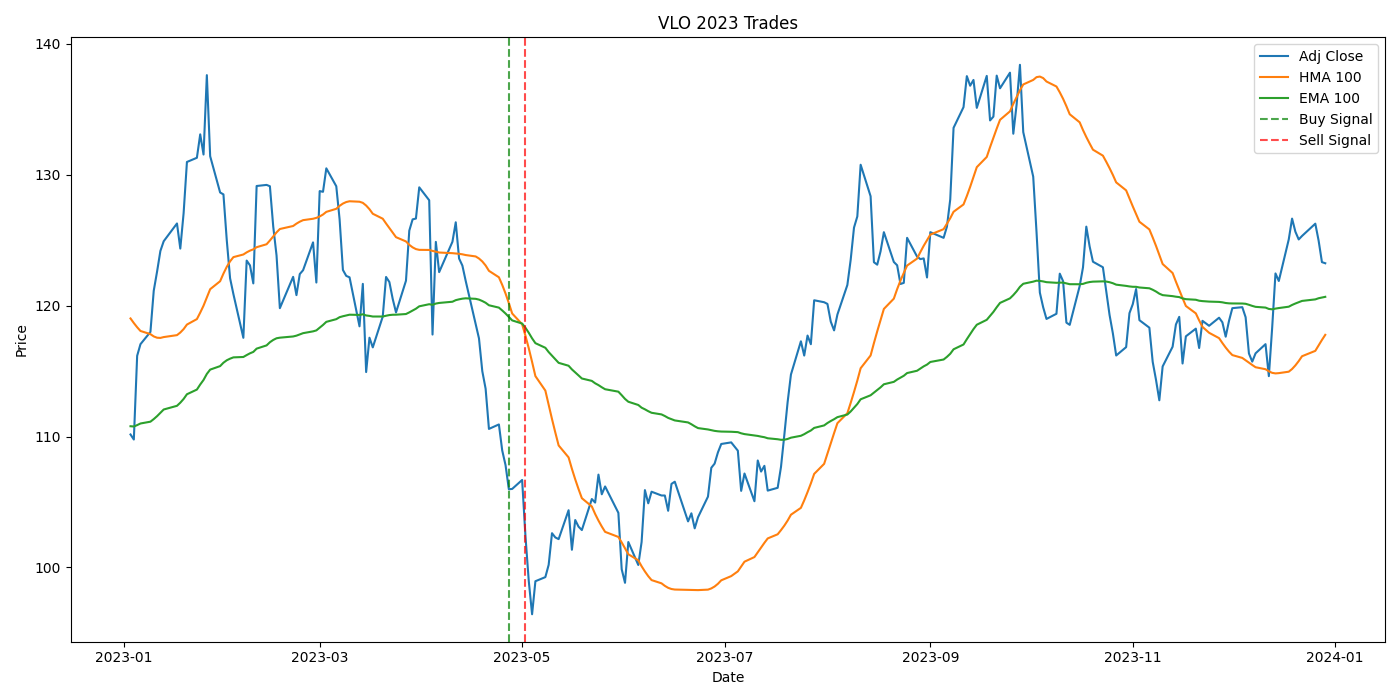 VLO 2023 Trades
Price
140
130
120
110
100
Adj Close
HMA 100
EMA 100
Buy Signal
Sell Signal
2023-01
2023-03
2023-05
2023-07
2023-09
2023-11
2024-01
Date